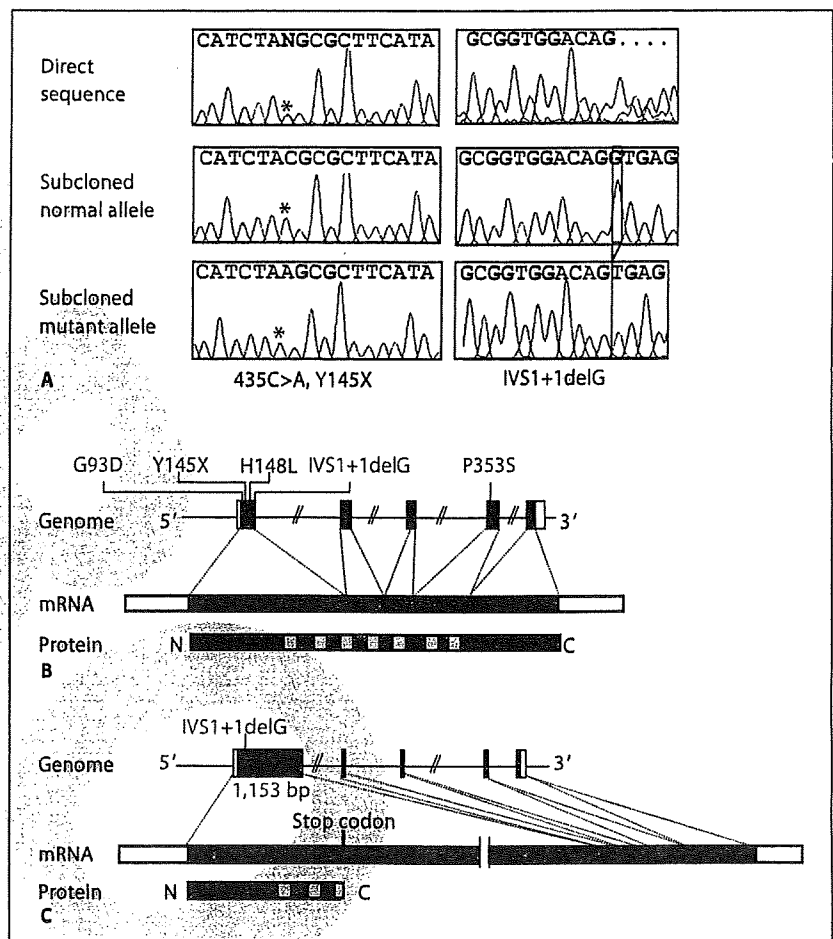 CATCTANGCGCTTCATA
GCGGTGGACAG....
Direct
sequence
*
CATCTACGCGCTTCATA
GCGGTGGACAGGTGAG
Subcloned
normal allele
*
CATCTAAGCGCTTCATA
GCGGTGGACAGTGAG
Subcloned
mutant allele
*
A
435C>A, Y145X
IVS1+1delG
G93D Y145X H148L IVS1+1delG P353S
Genome 5′ 3′
mRNA
Protein N C
B
IVS1+1delG
Genome 5′ 3′
1,153 bp
Stop codon
mRNA
Protein N C
C